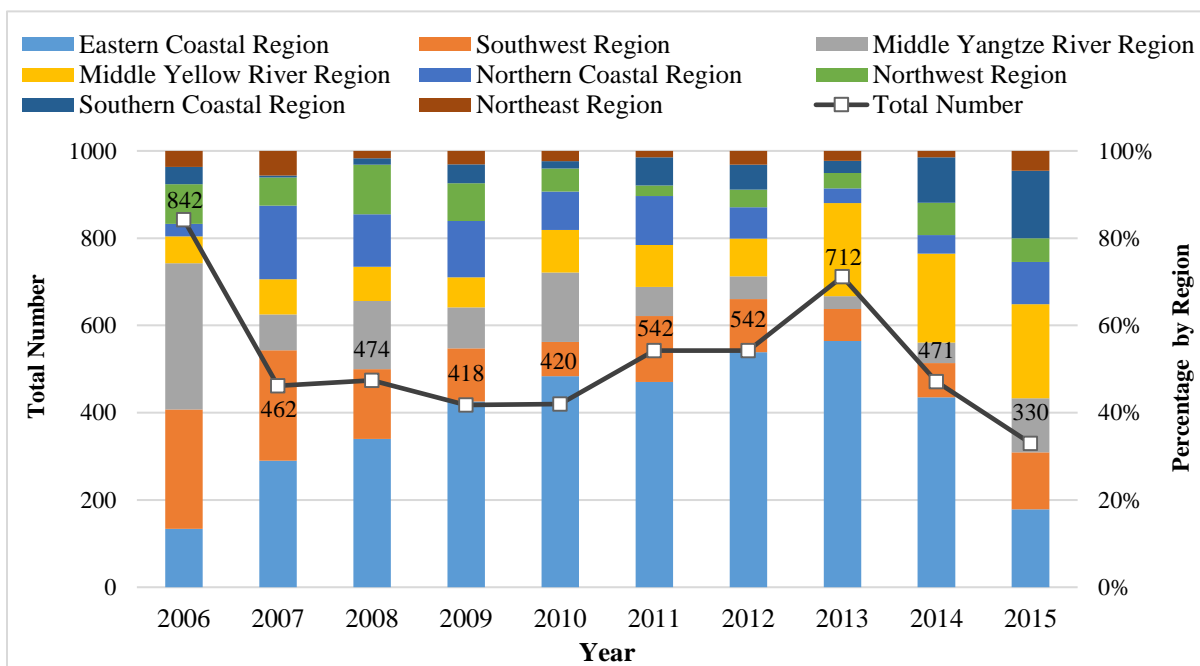 Eastern Coastal Region Southwest Region Middle Yangtze River Region
Middle Yellow River Region Northern Coastal Region Northwest Region
Southern Coastal Region Northeast Region Total Number
1000 100%
800 80%
600 60%
400 40%
200 20%
0 0%
842
462
474
418
420
542
542
712
471
330
Total Number
Percentage by Region
2006 2007 2008 2009 2010 2011 2012 2013 2014 2015
Year